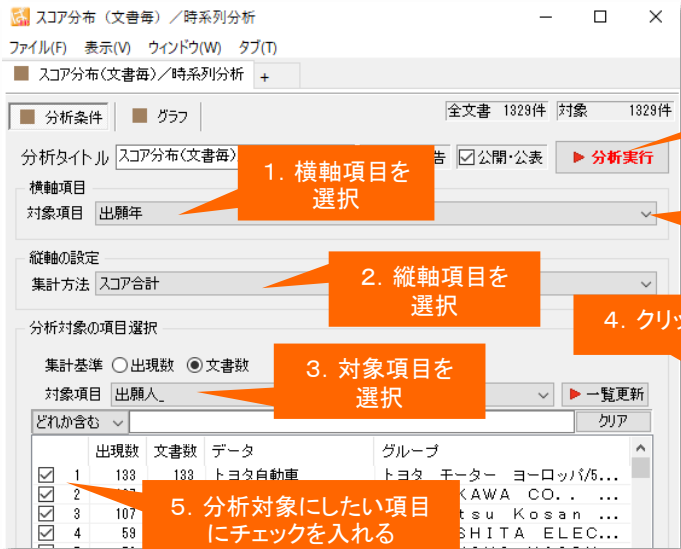 スコア分布（文書毎）／時系列分析
ファイル(F) 表示(V) ウィンドウ(W) タブ(T)
スコア分布(文書毎)／時系列分析 +
分析条件 グラフ 全文書 1329件 対象 1329件
分析タイトル スコア分布(文書毎) 告 公開・公表 分析実行
1. 横軸項目を
選択
横軸項目
対象項目 出願年
縦軸の設定
集計方法 スコア合計
2. 縦軸項目を
選択
4. クリッ
分析対象の項目選択
集計基準 出現数 文書数
3. 対象項目を
選択
対象項目 出願人_ 一覧更新
どれか含む クリア
出現数 文書数 データ グループ
1 133 133 トヨタ自動車 トヨタ モーター ヨーロッパ/5...
2 KAWA CO. . ...
3 107 tsu Kosan ...
4 59 SHITA ELEC...
5. 分析対象にしたい項目
にチェックを入れる